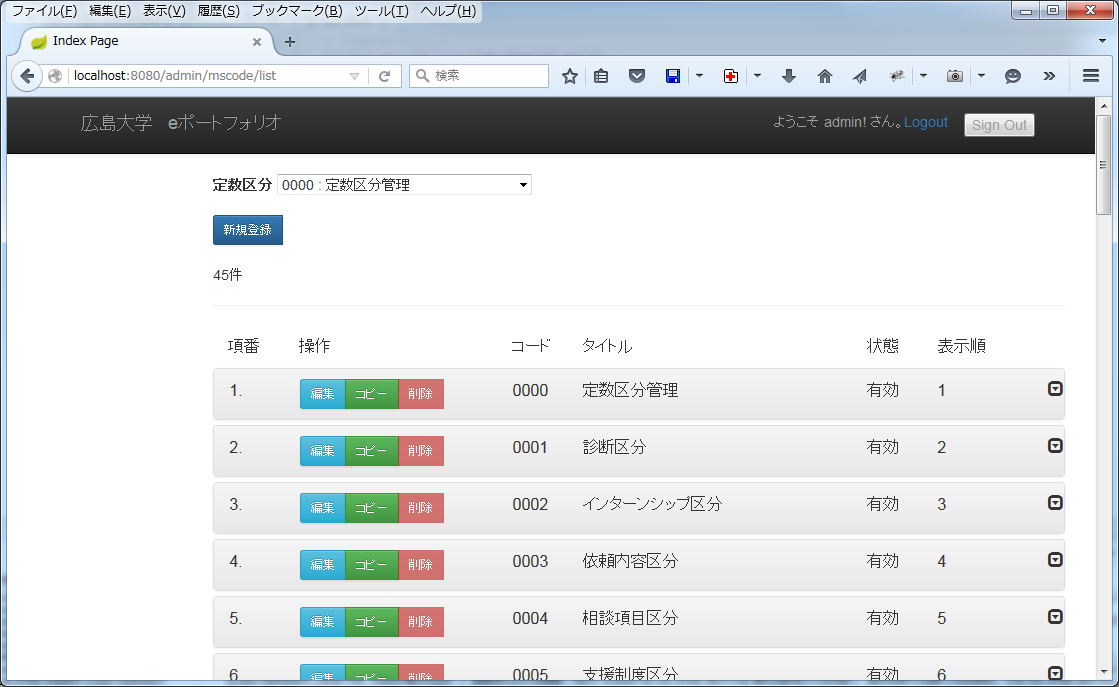 ファイル(F) 編集(E) 表示(V) 履歴(S) ブックマーク(B) ツール(T) ヘルプ(H)
Index Page
localhost:8080/admin/mscode/list 検索
広島大学 eポートフォリオ ようこそ admin! さん。Logout Sign Out
定数区分 0000 : 定数区分管理
新規登録
45件
項番 操作 コード タイトル 状態 表示順
1. 編集 コピー 削除 0000 定数区分管理 有効 1
2. 編集 コピー 削除 0001 診断区分 有効 2
3. 編集 コピー 削除 0002 インターンシップ区分 有効 3
4. 編集 コピー 削除 0003 依頼内容区分 有効 4
5. 編集 コピー 削除 0004 相談項目区分 有効 5
6. 編集 コピー 削除 0005 支援制度区分 有効 6